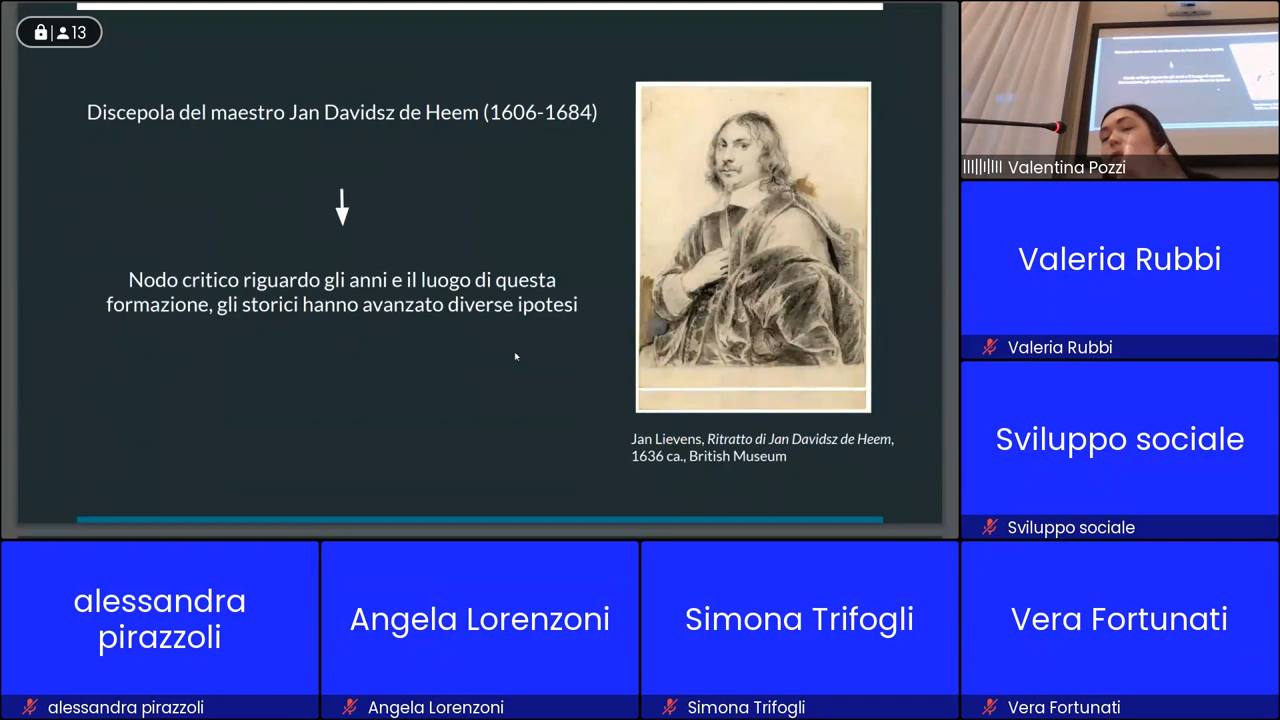 13
Discepola del maestro Jan Davidsz de Heem (1606-1684)
Nodo critico riguardo gli anni e il luogo di questa
formazione, gli storici hanno avanzato diverse ipotesi
Jan Lievens, Ritratto di Jan Davidsz de Heem,
1636 ca., British Museum
Valentina Pozzi
Valeria Rubbi
Valeria Rubbi
Sviluppo sociale
Sviluppo sociale
alessandra
pirazzoli
alessandra pirazzoli
Angela Lorenzoni
Angela Lorenzoni
Simona Trifogli
Simona Trifogli
Vera Fortunati
Vera Fortunati